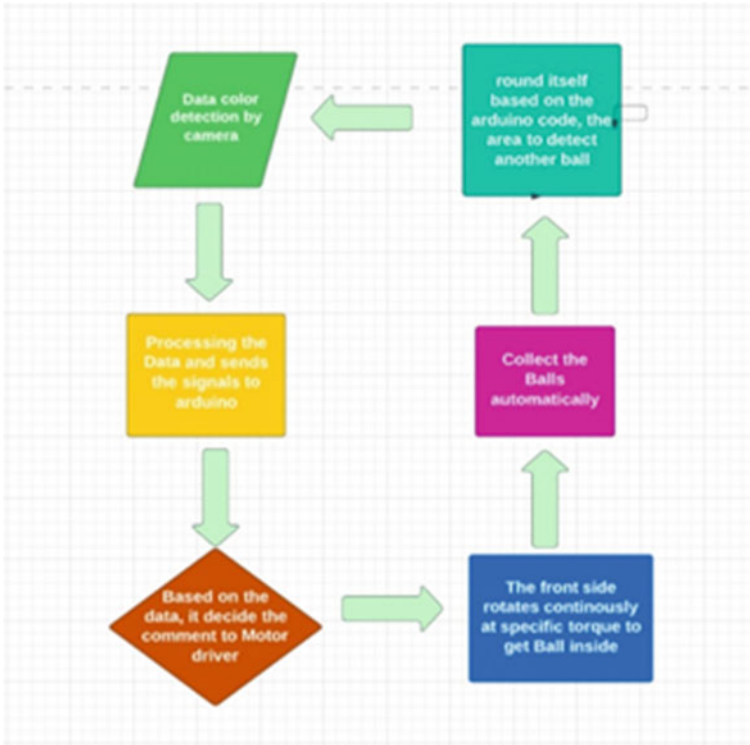 Data color
detection by
camera
round itself
based on the
arduino code, the
area to detect
another ball
Processing the
Data and sends
the signals to
arduino
Collect the
Balls
automatically
Based on the
data, it decide the
comment to Motor
driver
The front side
rotates continously
at specific torque to
get Ball inside